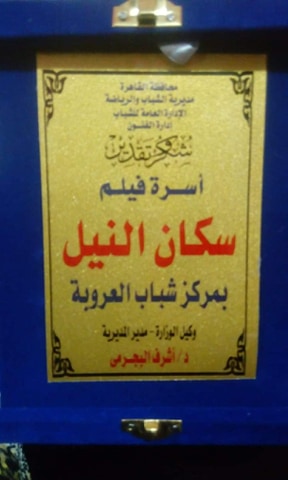 محافظة القاهرة
مديرية الشباب والرياضة
الإدارة العامة للشباب
إدارة الفنون
شكر وتقدير
أسرة فيلم
سكان النيل
بمركز شباب العروبة
وكيل الوزارة - مدير المديرية
د/ أشرف البجرمى